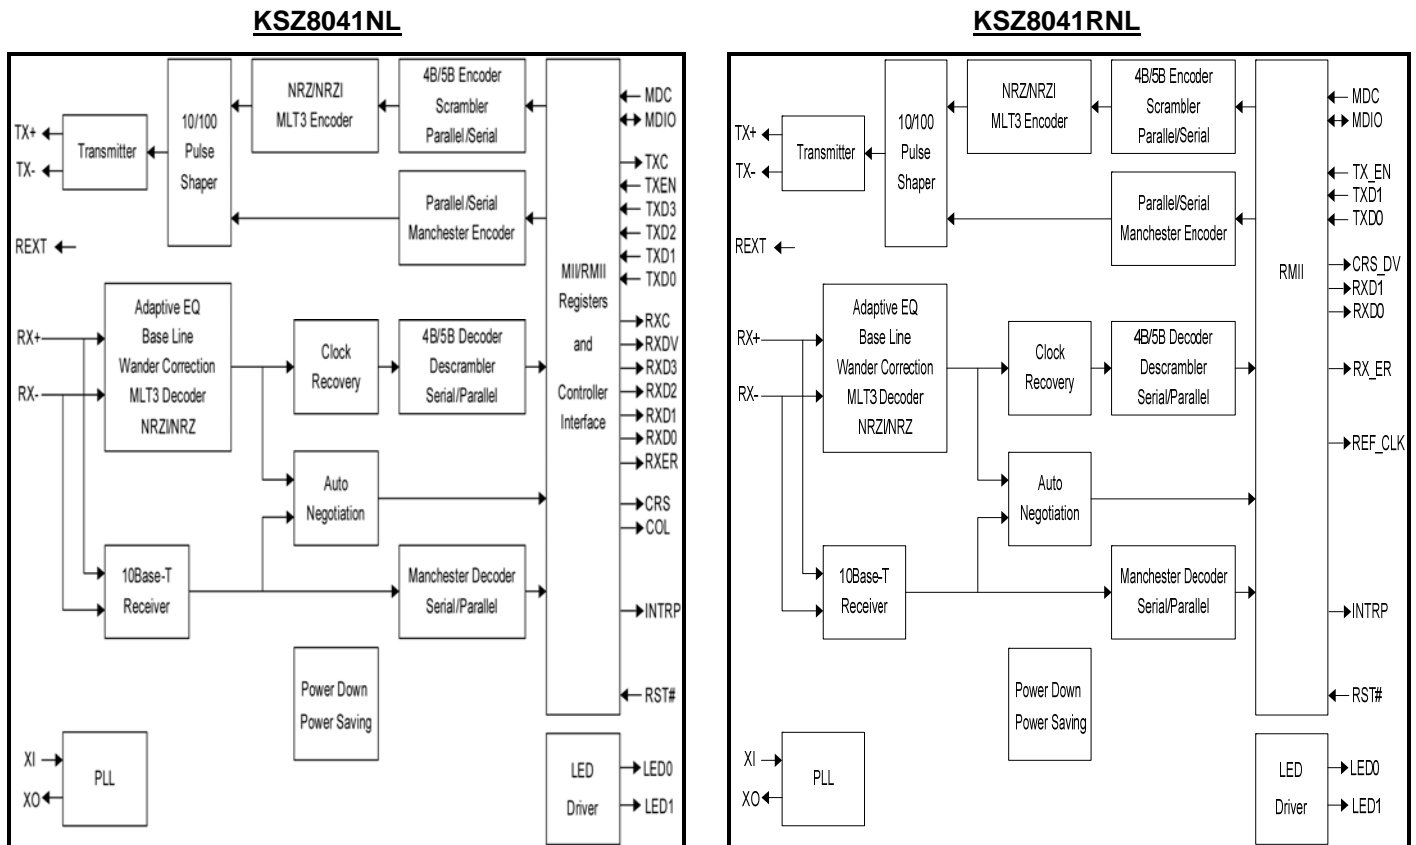 KSZ8041NL
TX+
TX-
REXT
RX+
RX-
XI
XO
Transmitter
10/100
Pulse
Shaper
NRZ/NRZI
MLT3 Encoder
4B/5B Encoder
Scrambler
Parallel/Serial
Parallel/Serial
Manchester Encoder
Adaptive EQ
Base Line
Wander Correction
MLT3 Decoder
NRZI/NRZ
Clock
Recovery
4B/5B Decoder
Descrambler
Serial/Parallel
Auto
Negotiation
10Base-T
Receiver
Manchester Decoder
Serial/Parallel
Power Down
Power Saving
PLL
MII/RMII
Registers
and
Controller
Interface
LED
Driver
MDC
MDIO
TXC
TXEN
TXD3
TXD2
TXD1
TXD0
RXC
RXDV
RXD3
RXD2
RXD1
RXD0
RXER
CRS
COL
INTRP
RST#
LED0
LED1
KSZ8041RNL
TX+
TX-
REXT
RX+
RX-
XI
XO
Transmitter
10/100
Pulse
Shaper
NRZ/NRZI
MLT3 Encoder
4B/5B Encoder
Scrambler
Parallel/Serial
Parallel/Serial
Manchester Encoder
Adaptive EQ
Base Line
Wander Correction
MLT3 Decoder
NRZI/NRZ
Clock
Recovery
4B/5B Decoder
Descrambler
Serial/Parallel
Auto
Negotiation
10Base-T
Receiver
Manchester Decoder
Serial/Parallel
Power Down
Power Saving
PLL
RMII
LED
Driver
MDC
MDIO
TX_EN
TXD1
TXD0
CRS_DV
RXD1
RXD0
RX_ER
REF_CLK
INTRP
RST#
LED0
LED1